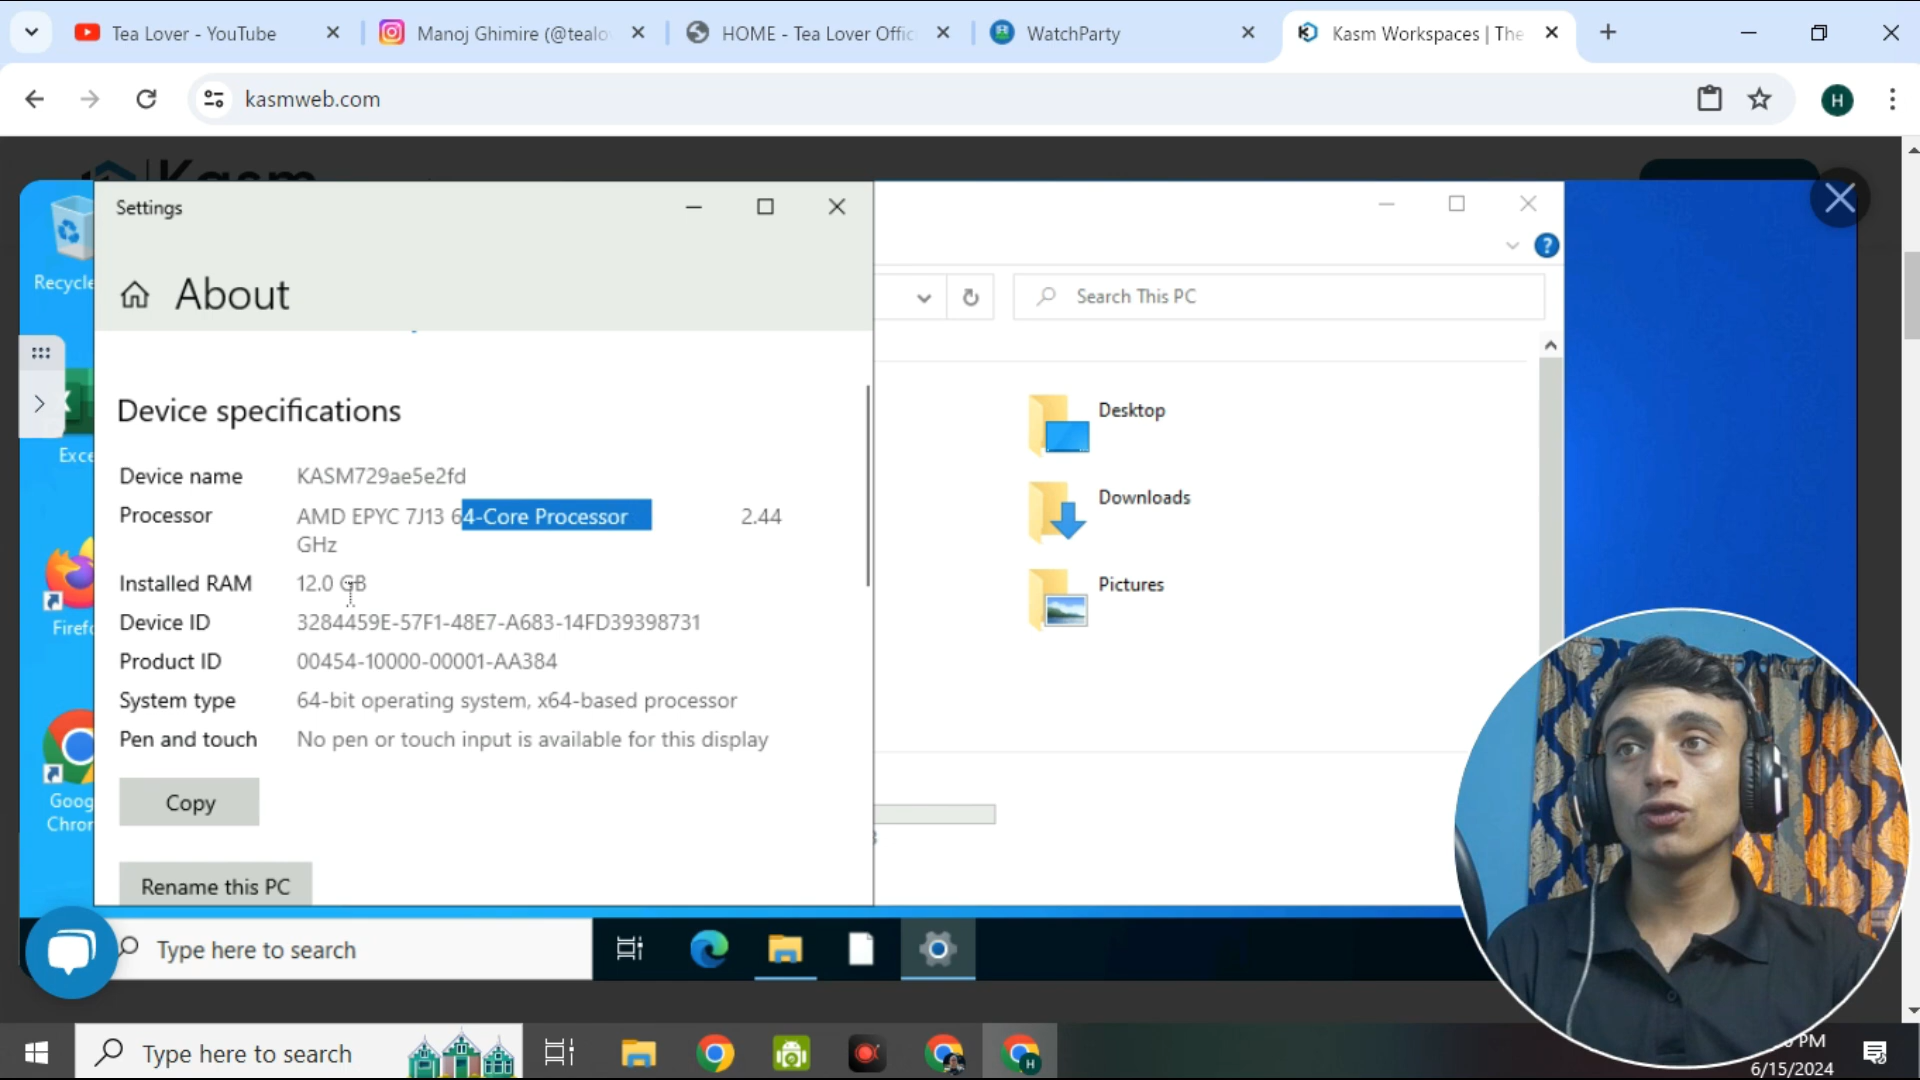 Tea Lover - YouTube
Manoj Ghimire (@tealo
HOME - Tea Lover Offic
WatchParty
Kasm Workspaces | The
kasmweb.com
H
Kasm
Settings
About
Device specifications
Device name KASM729ae5e2fd
Processor AMD EPYC 7J13 64-Core Processor 2.44
GHz
Installed RAM 12.0 GB
Device ID 3284459E-57F1-48E7-A683-14FD39398731
Product ID 00454-10000-00001-AA384
System type 64-bit operating system, x64-based processor
Pen and touch No pen or touch input is available for this display
Copy
Rename this PC
Recycle
Exce
Firefo
Goog
Chron
Search This PC
Desktop
Downloads
Pictures
Type here to search
Type here to search
H
PM
6/15/2024